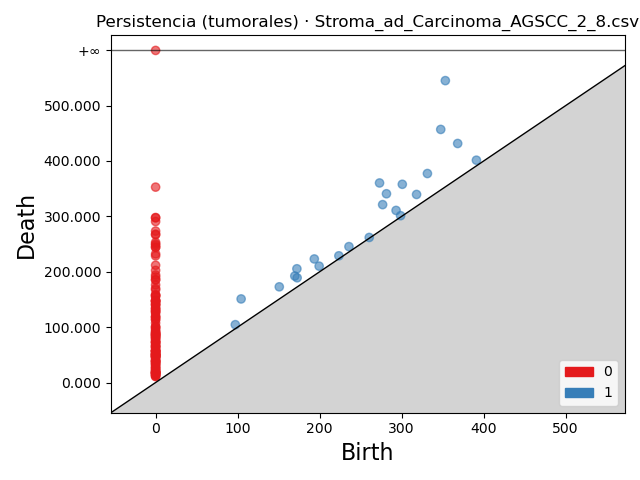 Persistencia (tumorales) · Stroma_ad_Carcinoma_AGSCC_2_8.csv
+∞
500.000
400.000
300.000
200.000
100.000
0.000
Death
0 100 200 300 400 500
Birth
0
1